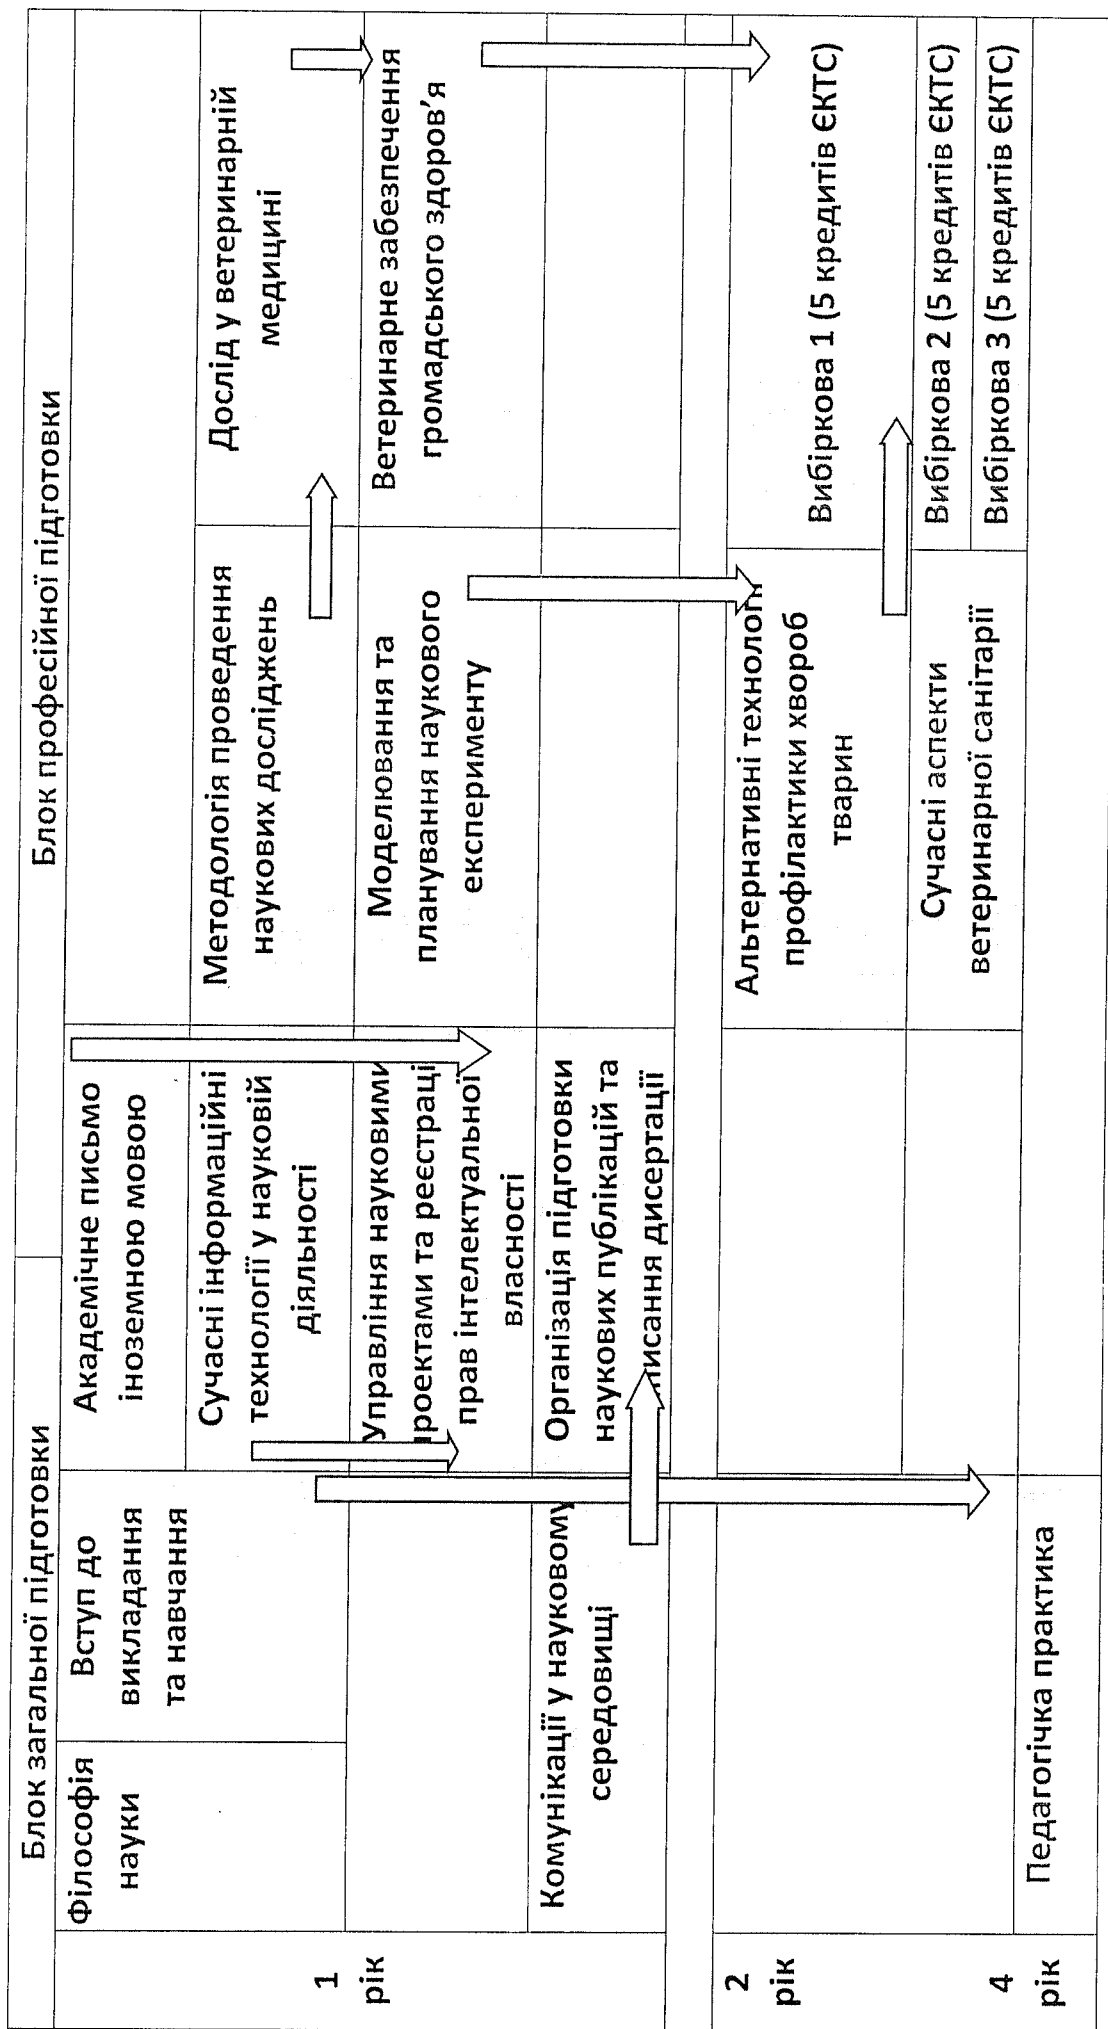 Блок загальної підготовки
Блок професійної підготовки
1
рік
Філософія
науки
Вступ до
викладання
та навчання
Академічне письмо
іноземною мовою
Сучасні інформаційні
технології у науковій
діяльності
Методологія проведення
наукових досліджень
Дослід у ветеринарній
медицині
Управління науковими
проектами та реєстраці
прав інтелектуальної
власності
Моделювання та
планування наукового
експерименту
Ветеринарне забезпечення
громадського здоров'я
Комунікації у науковому
середовищі
Організація підготовки
наукових публікацій та
писання дисертації
2
рік
Альтернативні технологі
профілактики хвороб
тварин
Вибіркова 1 (5 кредитів ЄКТС)
Сучасні аспекти
ветеринарної санітарії
Вибіркова 2 (5 кредитів ЄКТС)
Вибіркова 3 (5 кредитів ЄКТС)
4
рік
Педагогічка практика